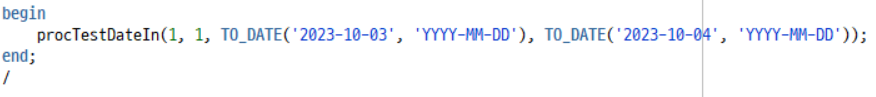 begin
    procTestDateIn(1, 1, TO_DATE('2023-10-03', 'YYYY-MM-DD'), TO_DATE('2023-10-04', 'YYYY-MM-DD'));
end;
/